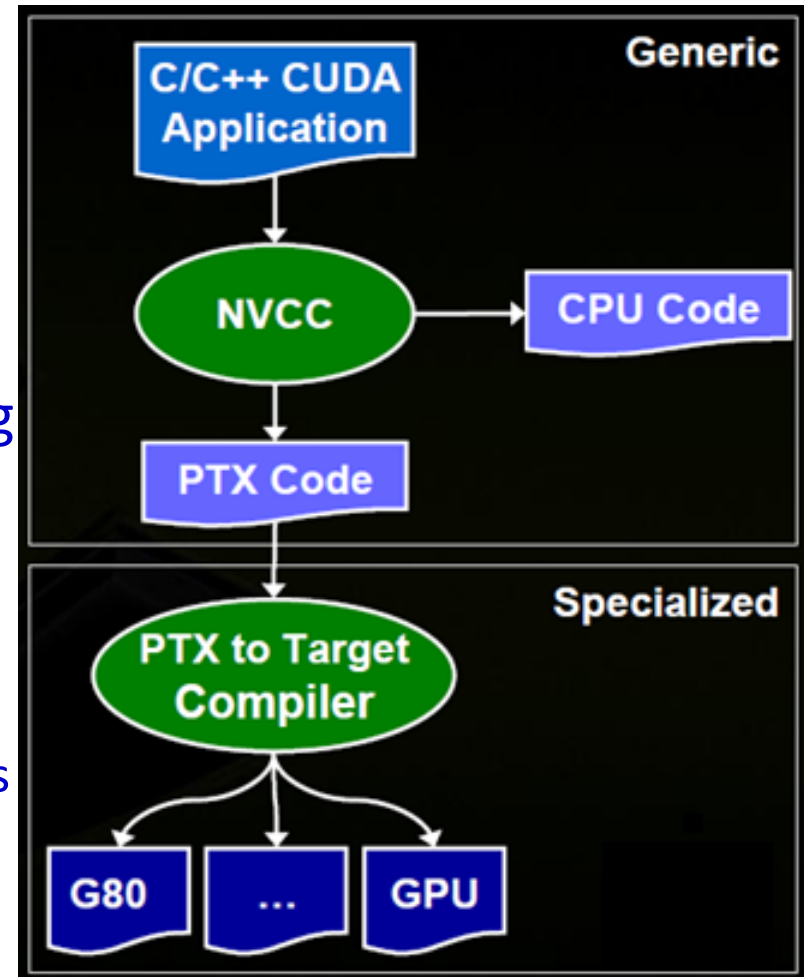 Generic
C/C++ CUDA
Application
NVCC
CPU Code
PTX Code
Specialized
PTX to Target
Compiler
G80
...
GPU